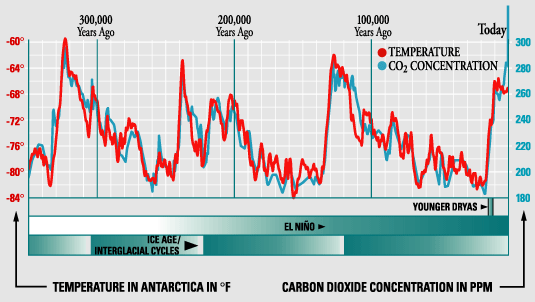 300,000
Years Ago
200,000
Years Ago
100,000
Years Ago
Today
TEMPERATURE
CO₂ CONCENTRATION
-60°
-64°
-68°
-72°
-76°
-80°
-84°
300
280
260
240
220
200
180
YOUNGER DRYAS
EL NIÑO
ICE AGE/
INTERGLACIAL CYCLES
TEMPERATURE IN ANTARCTICA IN °F
CARBON DIOXIDE CONCENTRATION IN PPM